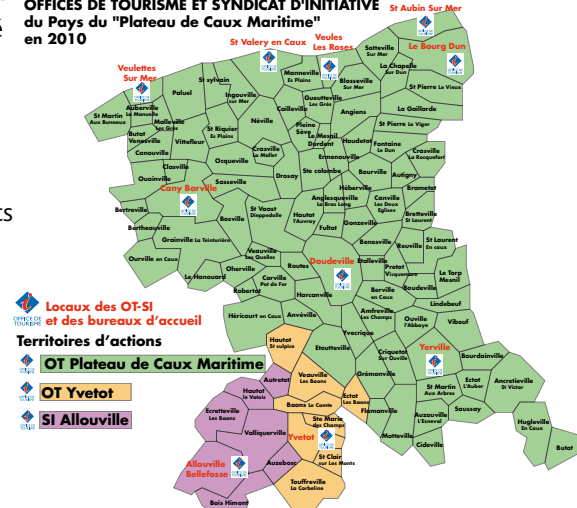 OFFICES DE TOURISME ET SYNDICAT D'INITIATIVE
du Pays du "Plateau de Caux Maritime"
en 2010
St Aubin Sur Mer
Le Bourg Dun
Veules
Les Roses
St Valery en Caux
Veulettes
Sur Mer
Sotteville
Sur Mer
La Chapelle
Sur Dun
St Pierre Le Vieux
Manneville
Es Plains
Blosseville
Sur Mer
St sylvain
Paluel
Ingouville
sur Mer
Gueutteville
Les Grès
La Gaillarde
Auberville
La Manuelle
St Martin
Aux Buneaux
Malleville
Les Grès
Cailleville
Angiens
Néville
Pleine
Sève
St Pierre Le Viger
St Riquier
Es Plains
Butot
Venesville
Vittefleur
Le Mesnil
Durdent
Houdetot
Fontaine
Le Dun
Crasville
La Mallet
Crasville
La Rocquefort
Canouville
Ermenouville
Ocqueville
Clasville
Drosay
Ste colombe
Bourville
Autigny
Ouainville
Sasseville
Héberville
Brametot
Cany Barville
Anglesqueville
La Bras Long
Canville
Les Deux
Eglises
Bertreville
St Vaast
Dieppedalle
Hautot
l'Auvray
Bretteville
St Laurent
Bosville
Gonzeville
Fultot
Bertheauville
Grainville La Teinturière
Benesville
Reuville
St Laurent
En caux
Veauville
Les Quelles
Ourville en Caux
Doudeville
Etalleville
Oherville
Routes
Pretot
Vicquemare
Le Torp
Mesnil
Le Hanouard
Carville
Pot de Fer
Robertot
Harcanville
Berville
en Caux
Boudeville
Lindebeuf
Héricourt en Caux
Anvéville
Amfreville
Les Champs
Ouville
l'Abbaye
Vibeuf
Yvecrique
Hautot
St sulpice
Etoutteville
Criquetot
Sur Ouville
Yerville
Bourdainville
Grémonville
Veauville
Les Baons
Autretot
Ectot
L'Auber
Ancretieville
St Victor
St Martin
Aux Arbres
Hautot
le Vatois
Ectot
Les Baons
Baons Le Comte
Flamanville
Saussay
Ecretteville
Les Baons
Auzouville
L'Esneval
Ste Marie
des Champs
Hugleville
En Caux
Valliquerville
Yvetot
Motteville
Cideville
Butot
St Clair
sur Les Monts
Allouville
Bellefosse
Auzebosc
Touffreville
La Corbeline
Bois Himont
Locaux des OT-SI
et des bureaux d'accueil
OFFICE DE
TOURISME
Territoires d'actions
OT Plateau de Caux Maritime
OT Yvetot
SI Allouville
é
ts